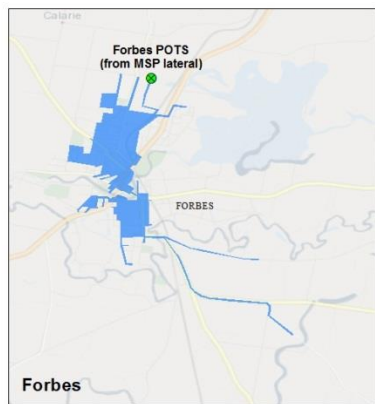 Calarie
Forbes POTS
(from MSP lateral)
FORBES
Forbes